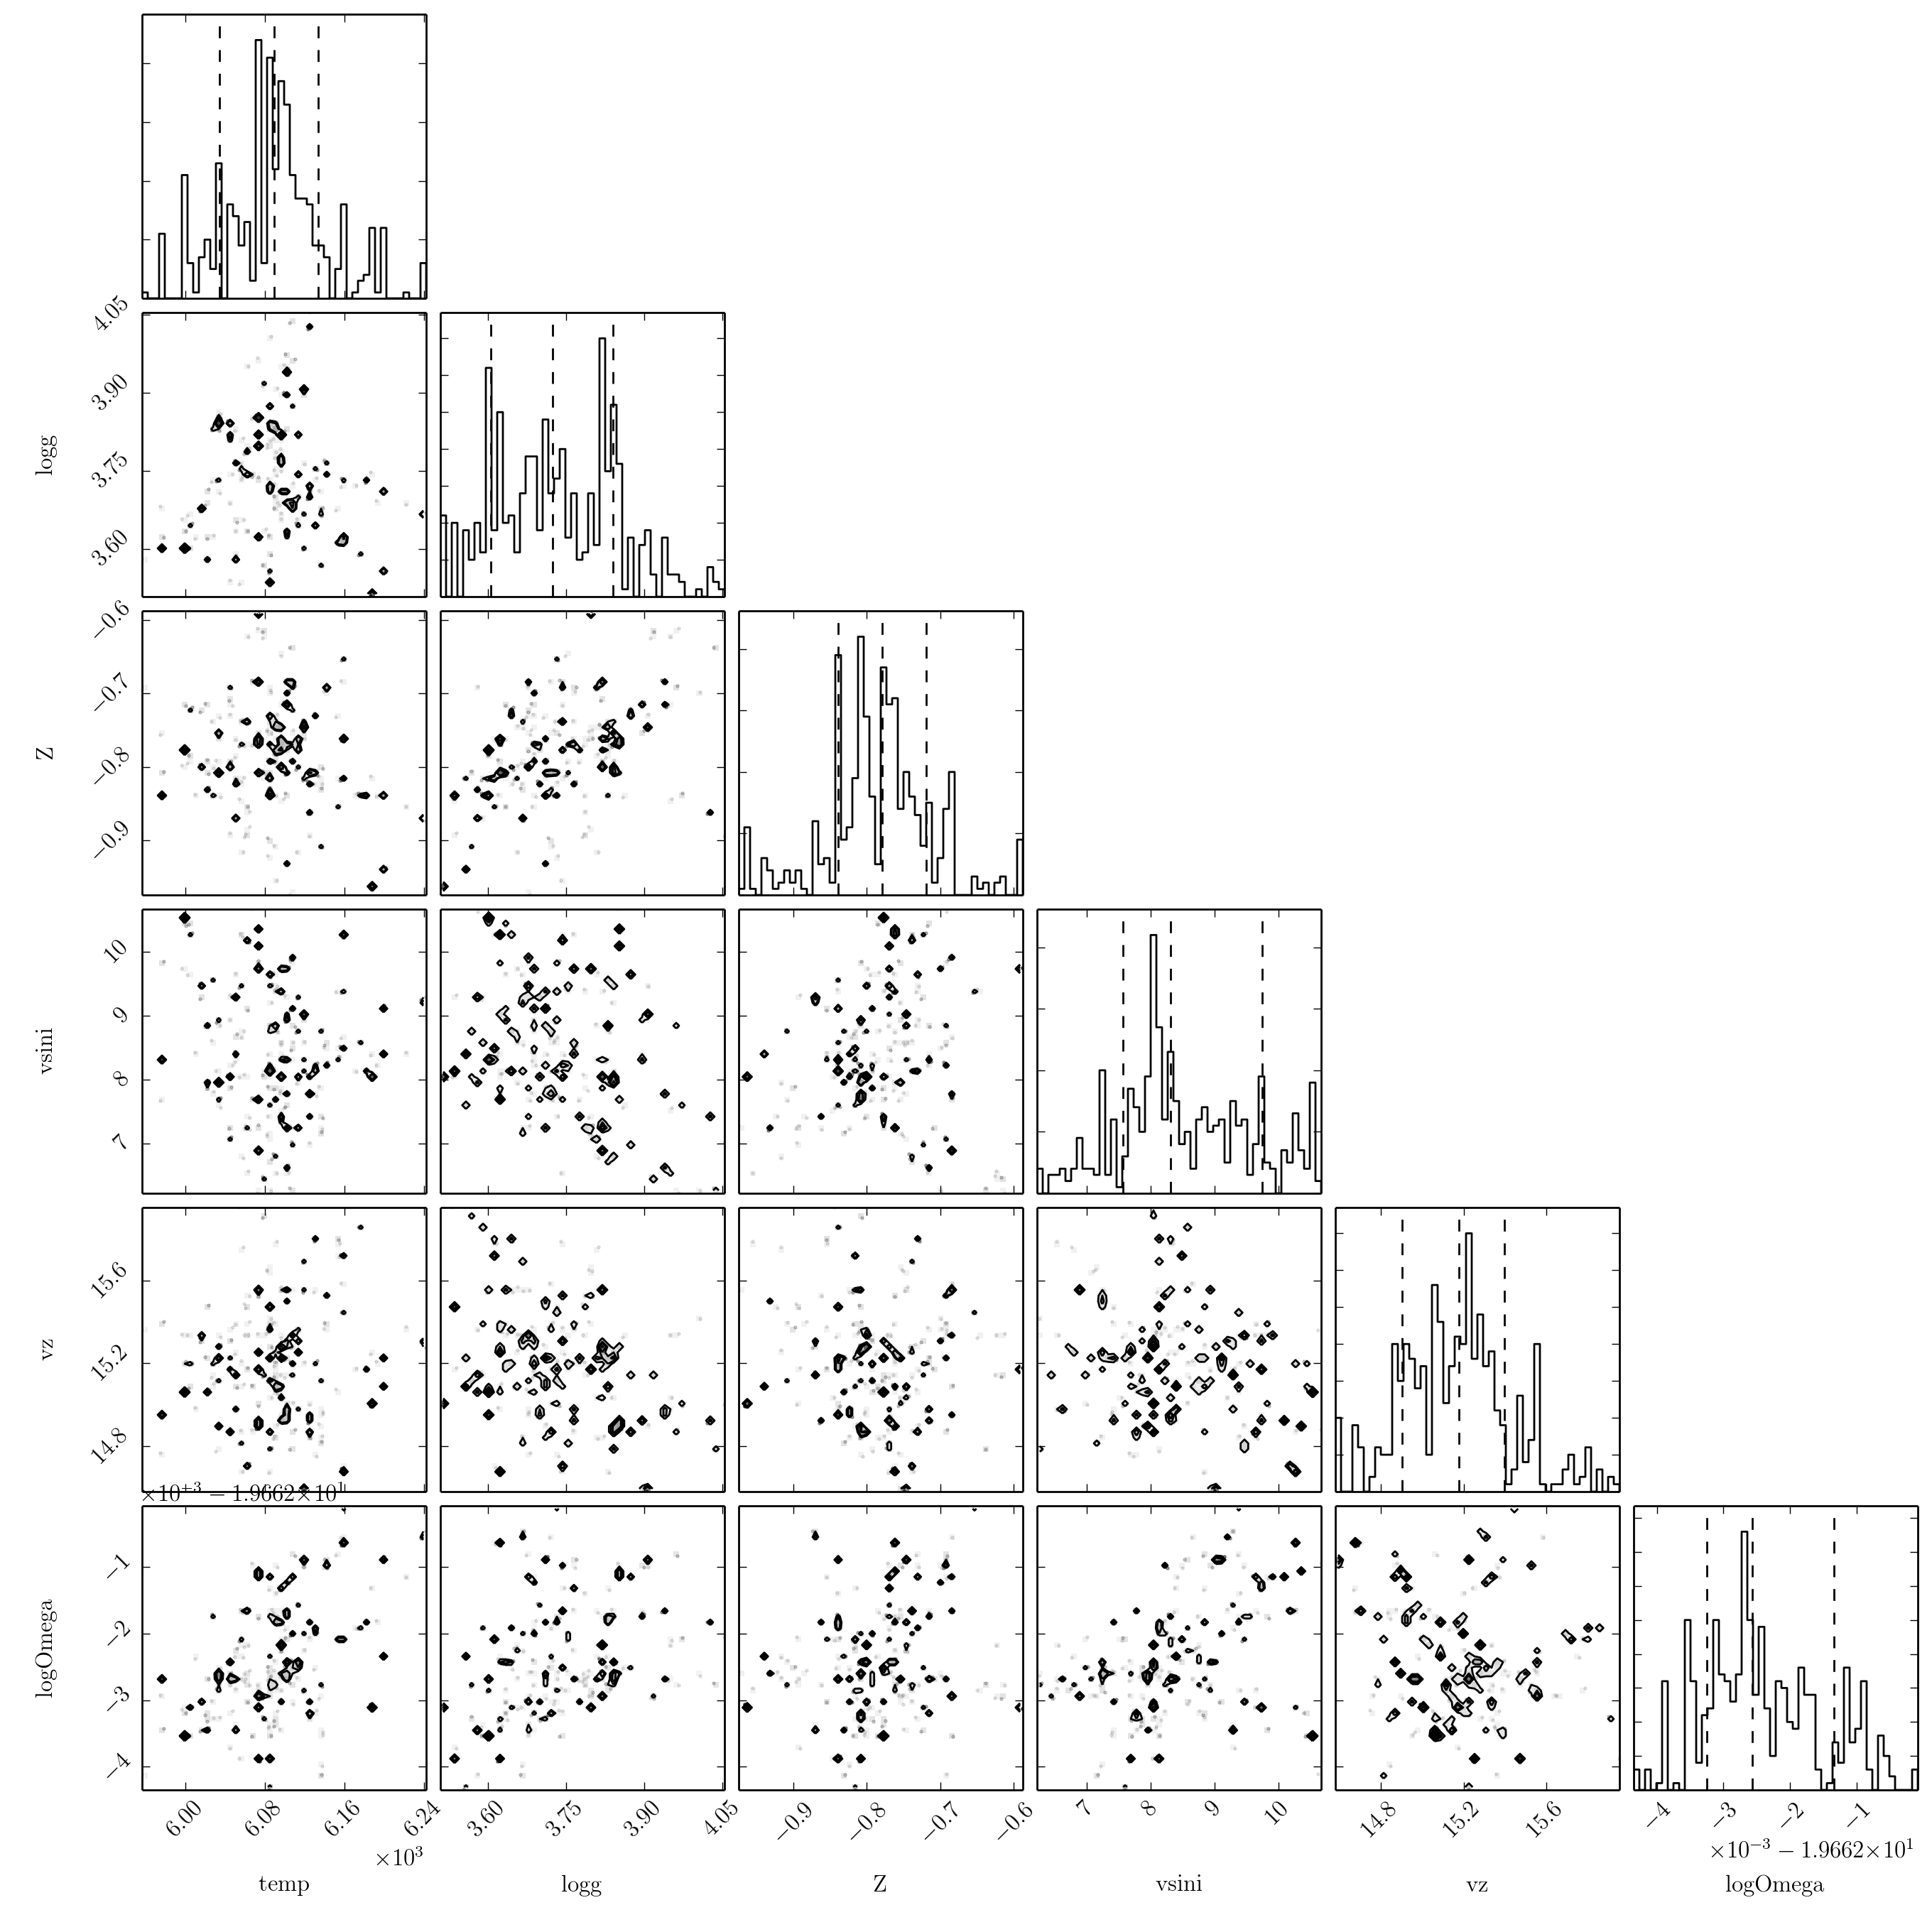 4.05
3.90
3.75
3.60
logg
−0.6
−0.7
−0.8
−0.9
Z
10
9
8
7
vsini
15.6
15.2
14.8
vz
×10⁻³ − 1.9662×10¹
−1
−2
−3
−4
logOmega
6.00 6.08 6.16 6.24 3.60 3.75 3.90 4.05 −0.9 −0.8 −0.7 −0.6 7 8 9 10 14.8 15.2 15.6 −4 −3 −2 −1
×10³ ×10⁻³ − 1.9662×10¹
temp logg Z vsini vz logOmega